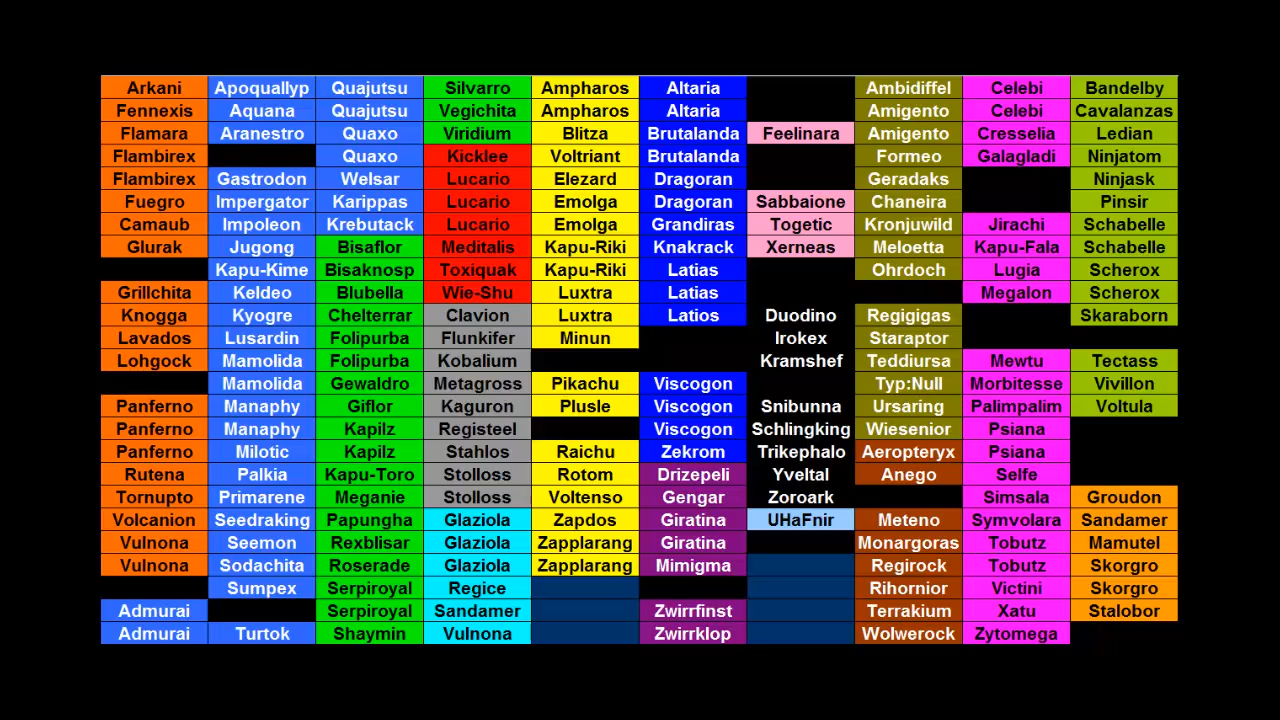 Arkani Apoquallyp Quajutsu Silvarro Ampharos Altaria Ambidiffel Celebi Bandelby
Fennexis Aquana Quajutsu Vegichita Ampharos Altaria Amigento Celebi Cavalanzas
Flamara Aranestro Quaxo Viridium Blitza Brutalanda Feelinara Amigento Cresselia Ledian
Flambirex Quaxo Kicklee Voltriant Brutalanda Formeo Galagladi Ninjatom
Flambirex Gastrodon Welsar Lucario Elezard Dragoran Geradaks Ninjask
Fuegro Impergator Karippas Lucario Emolga Dragoran Sabbaione Chaneira Pinsir
Camaub Impoleon Krebutack Lucario Emolga Grandiras Togetic Kronjuwild Jirachi Schabelle
Glurak Jugong Bisaflor Meditalis Kapu-Riki Knakrack Xerneas Meloetta Kapu-Fala Schabelle
Kapu-Kime Bisaknosp Toxiquak Kapu-Riki Latias Ohrdoch Lugia Scherox
Grillchita Keldeo Blubella Wie-Shu Luxtra Latias Megalon Scherox
Knogga Kyogre Chelterrar Clavion Luxtra Latios Duodino Regigigas Skaraborn
Lavados Lusardin Folipurba Flunkifer Minun Irokex Staraptor
Lohgock Mamolida Folipurba Kobalium Kramshef Teddiursa Mewtu Tectass
Mamolida Gewaldro Metagross Pikachu Viscogon Typ:Null Morbitesse Vivillon
Panferno Manaphy Giflor Kaguron Plusle Viscogon Snibunna Ursaring Palimpalim Voltula
Panferno Manaphy Kapilz Registeel Viscogon Schlingking Wiesenior Psiana
Panferno Milotic Kapilz Stahlos Raichu Zekrom Trikephalo Aeropteryx Psiana
Rutena Palkia Kapu-Toro Stolloss Rotom Drizepeli Yveltal Anego Selfe
Tornupto Primarene Meganie Stolloss Voltenso Gengar Zoroark Simsala Groudon
Volcanion Seedraking Papungha Glaziola Zapdos Giratina UHaFnir Meteno Symvolara Sandamer
Vulnona Seemon Rexblisar Glaziola Zapplarang Giratina Monargoras Tobutz Mamutel
Vulnona Sodachita Roserade Glaziola Zapplarang Mimigma Regirock Tobutz Skorgro
Sumpex Serpiroyal Regice Rihornior Victini Skorgro
Admurai Serpiroyal Sandamer Zwirrfinst Terrakium Xatu Stalobor
Admurai Turtok Shaymin Vulnona Zwirrklop Wolwerock Zytomega